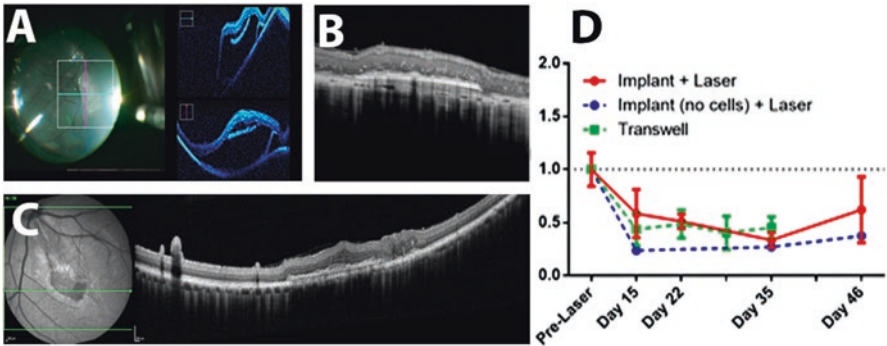 A
B
C
D
2.0
1.5
1.0
0.5
0.0
Implant + Laser
Implant (no cells) + Laser
Transwell
Pre-Laser
Day 15
Day 22
Day 35
Day 46